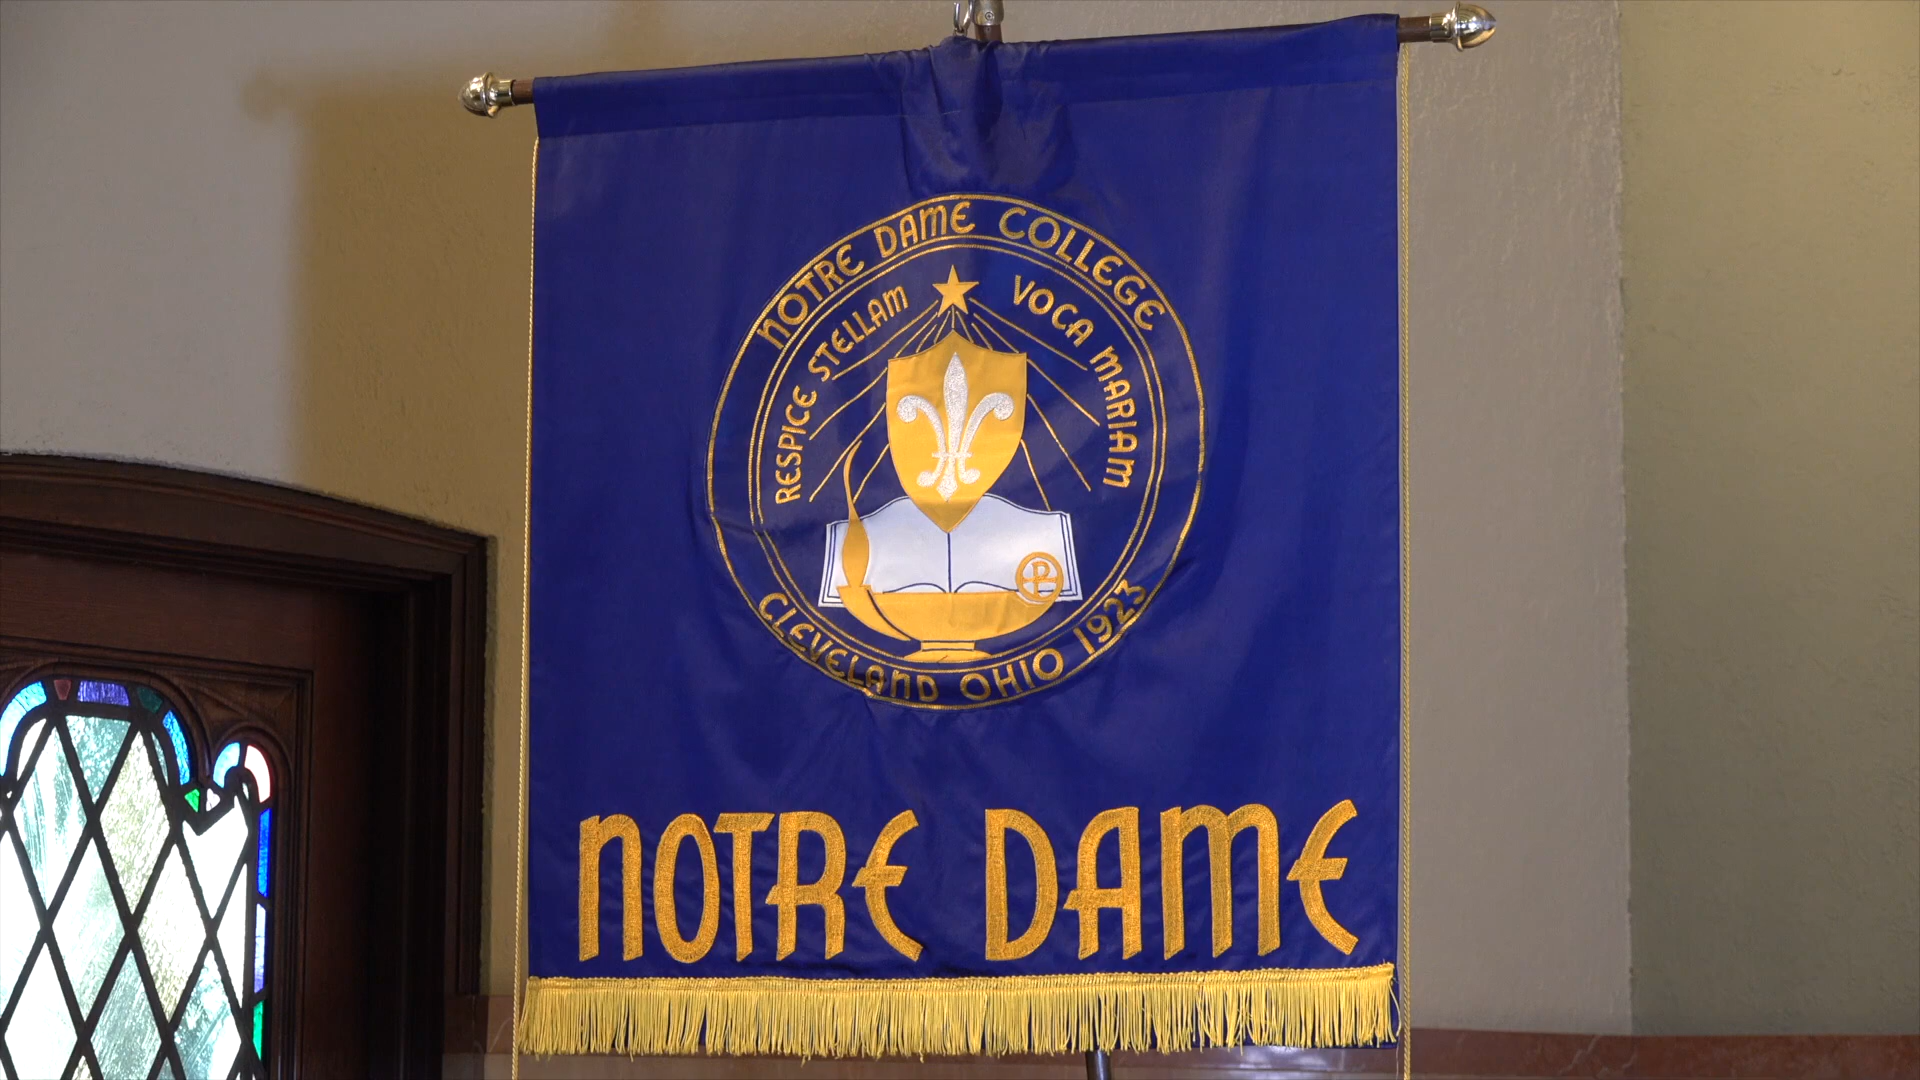 NOTRE DAME COLLEGE
RESPICE STELLAM VOCA MARIAM
CLEVELAND OHIO 1923
NOTRE DAME